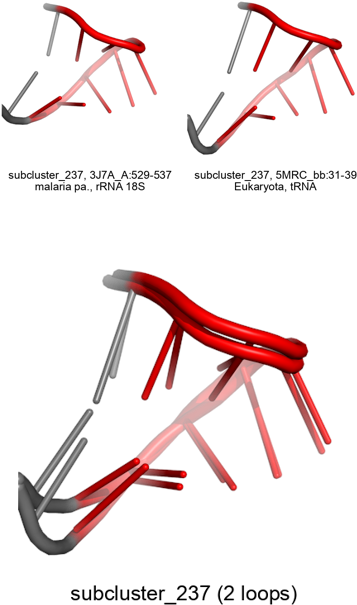 subcluster_237, 3J7A_A:529-537
malaria pa., rRNA 18S
subcluster_237, 5MRC_bb:31-39
Eukaryota, tRNA
subcluster_237 (2 loops)